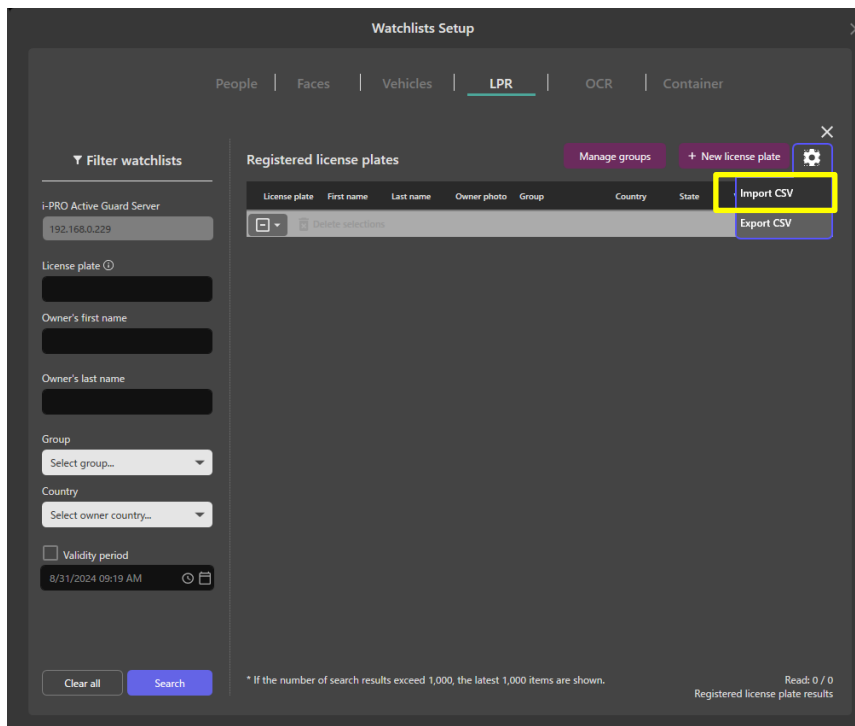 Watchlists Setup
People | Faces | Vehicles | LPR | OCR | Container
Filter watchlists
i-PRO Active Guard Server
192.168.0.229
License plate
Owner's first name
Owner's last name
Group
Select group...
Country
Select owner country...
Validity period
8/31/2024 09:19 AM
Clear all Search
Registered license plates
Manage groups + New license plate
License plate First name Last name Owner photo Group Country State
Import CSV
Export CSV
Delete selections
* If the number of search results exceed 1,000, the latest 1,000 items are shown.
Read: 0 / 0
Registered license plate results